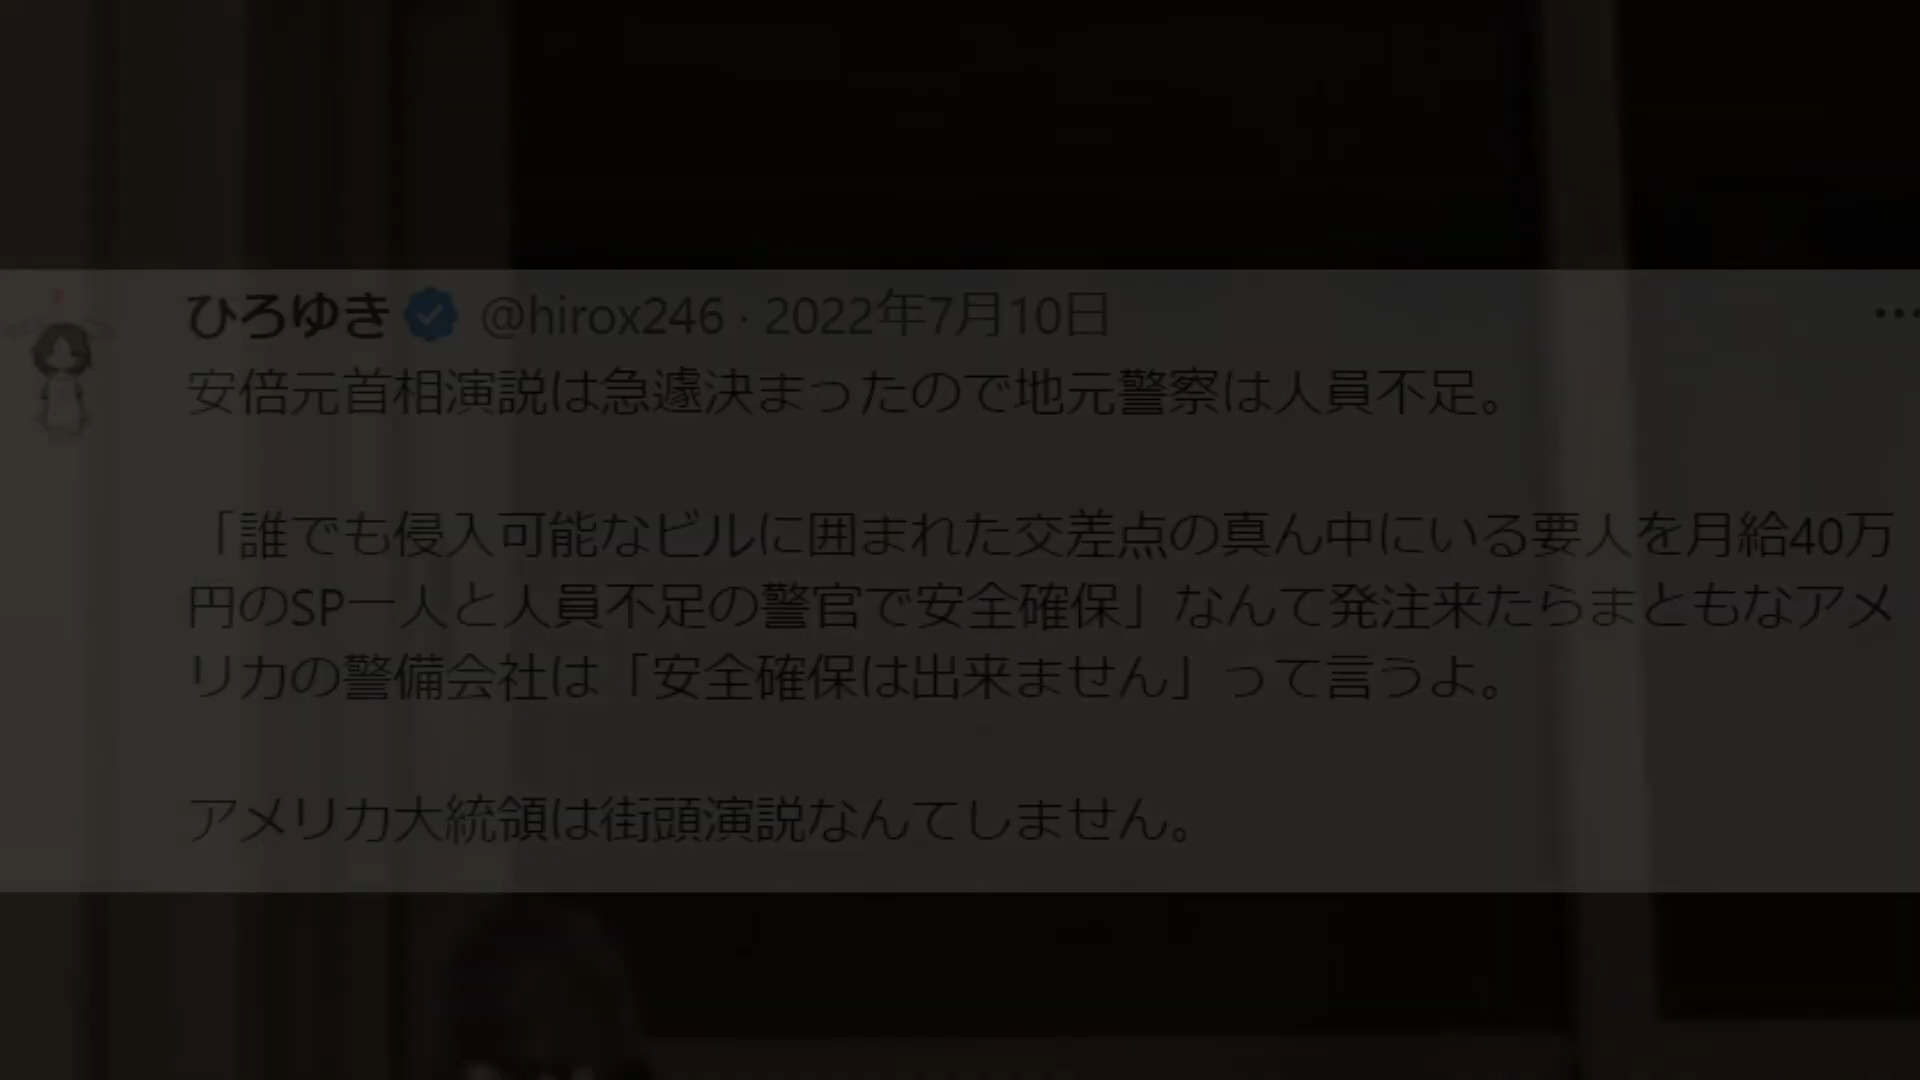 ひろゆき @hirox246 · 2022年7月10日
安倍元首相演説は急遽決まったので地元警察は人員不足。
「誰でも侵入可能なビルに囲まれた交差点の真ん中にいる要人を月給40万
円のSP一人と人員不足の警官で安全確保」なんて発注来たらまともなアメ
リカの警備会社は「安全確保は出来ません」って言うよ。
アメリカ大統領は街頭演説なんてしません。